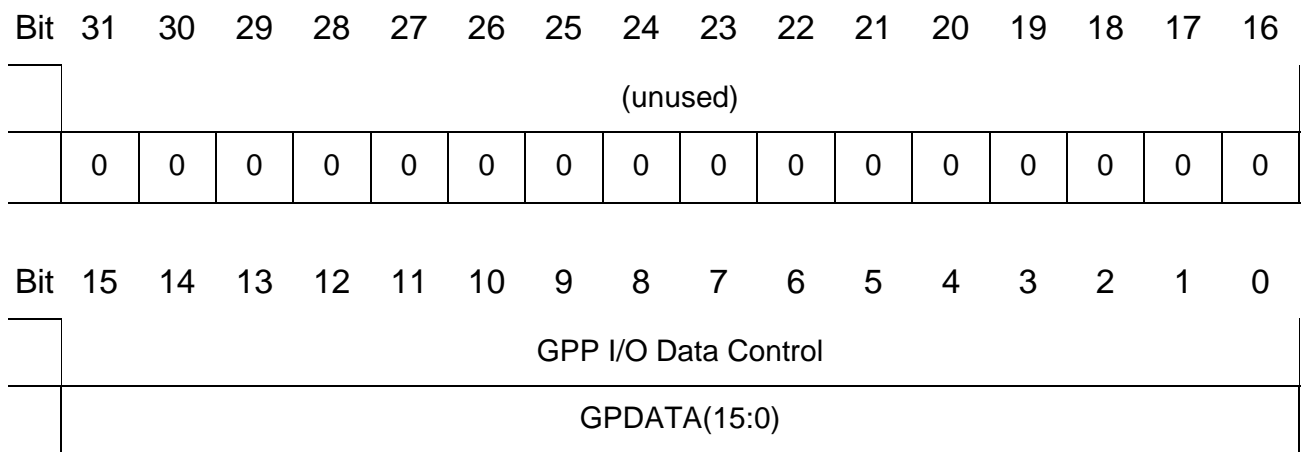 Bit 31 30 29 28 27 26 25 24 23 22 21 20 19 18 17 16
(unused)
0 0 0 0 0 0 0 0 0 0 0 0 0 0 0 0
Bit 15 14 13 12 11 10 9 8 7 6 5 4 3 2 1 0
GPP I/O Data Control
GPDATA(15:0)